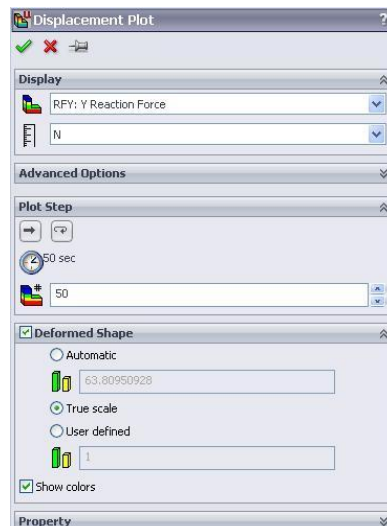 Displacement Plot ?
Display
RFY: Y Reaction Force
N
Advanced Options
Plot Step
50 sec
#
50
Deformed Shape
Automatic
63.80950928
True scale
User defined
1
Show colors
Property